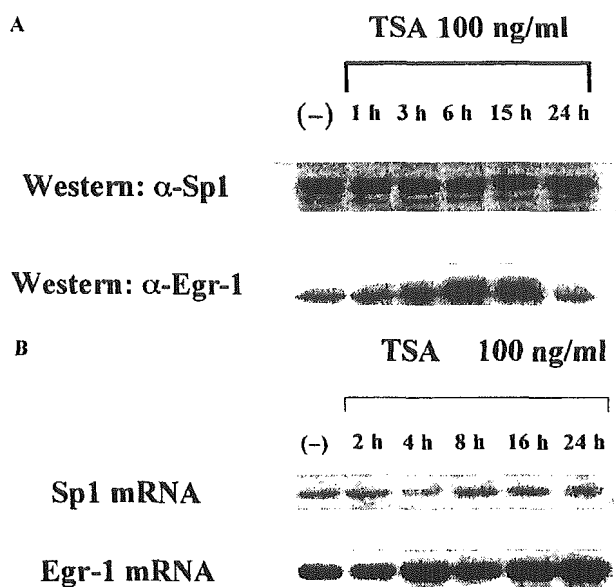 A
TSA 100 ng/ml
(–) 1 h 3 h 6 h 15 h 24 h
Western: α-Sp1
Western: α-Egr-1
B
TSA 100 ng/ml
(–) 2 h 4 h 8 h 16 h 24 h
Sp1 mRNA
Egr-1 mRNA